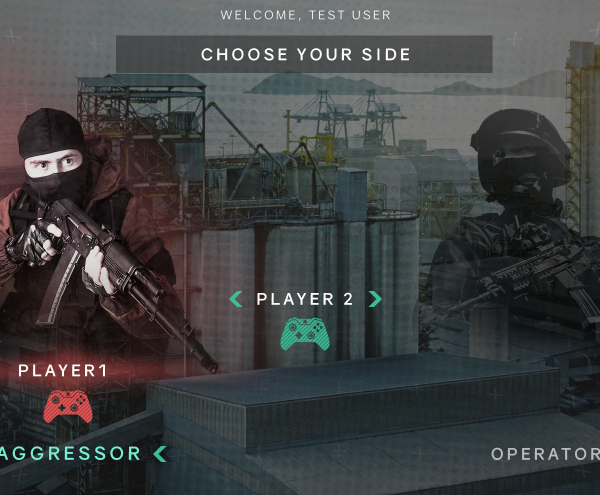 WELCOME, TEST USER
CHOOSE YOUR SIDE
PLAYER 2
PLAYER1
AGGRESSOR
OPERATOR